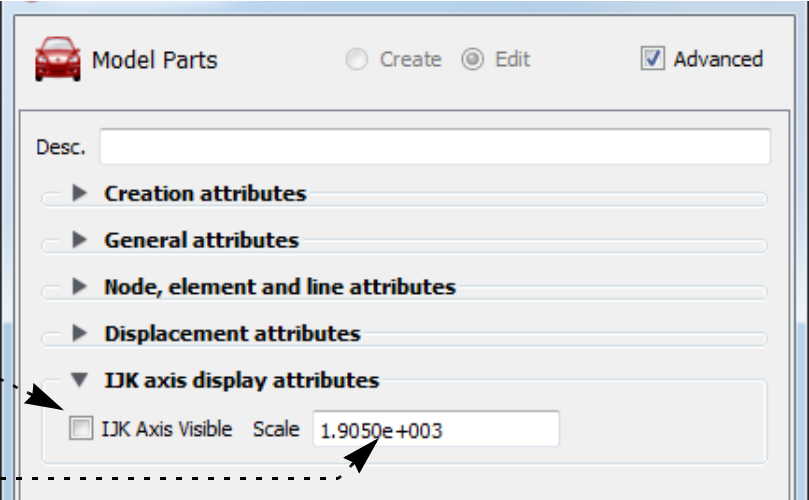 Model Parts Create Edit Advanced
Desc.
Creation attributes
General attributes
Node, element and line attributes
Displacement attributes
IJK axis display attributes
IJK Axis Visible Scale 1.9050e+003